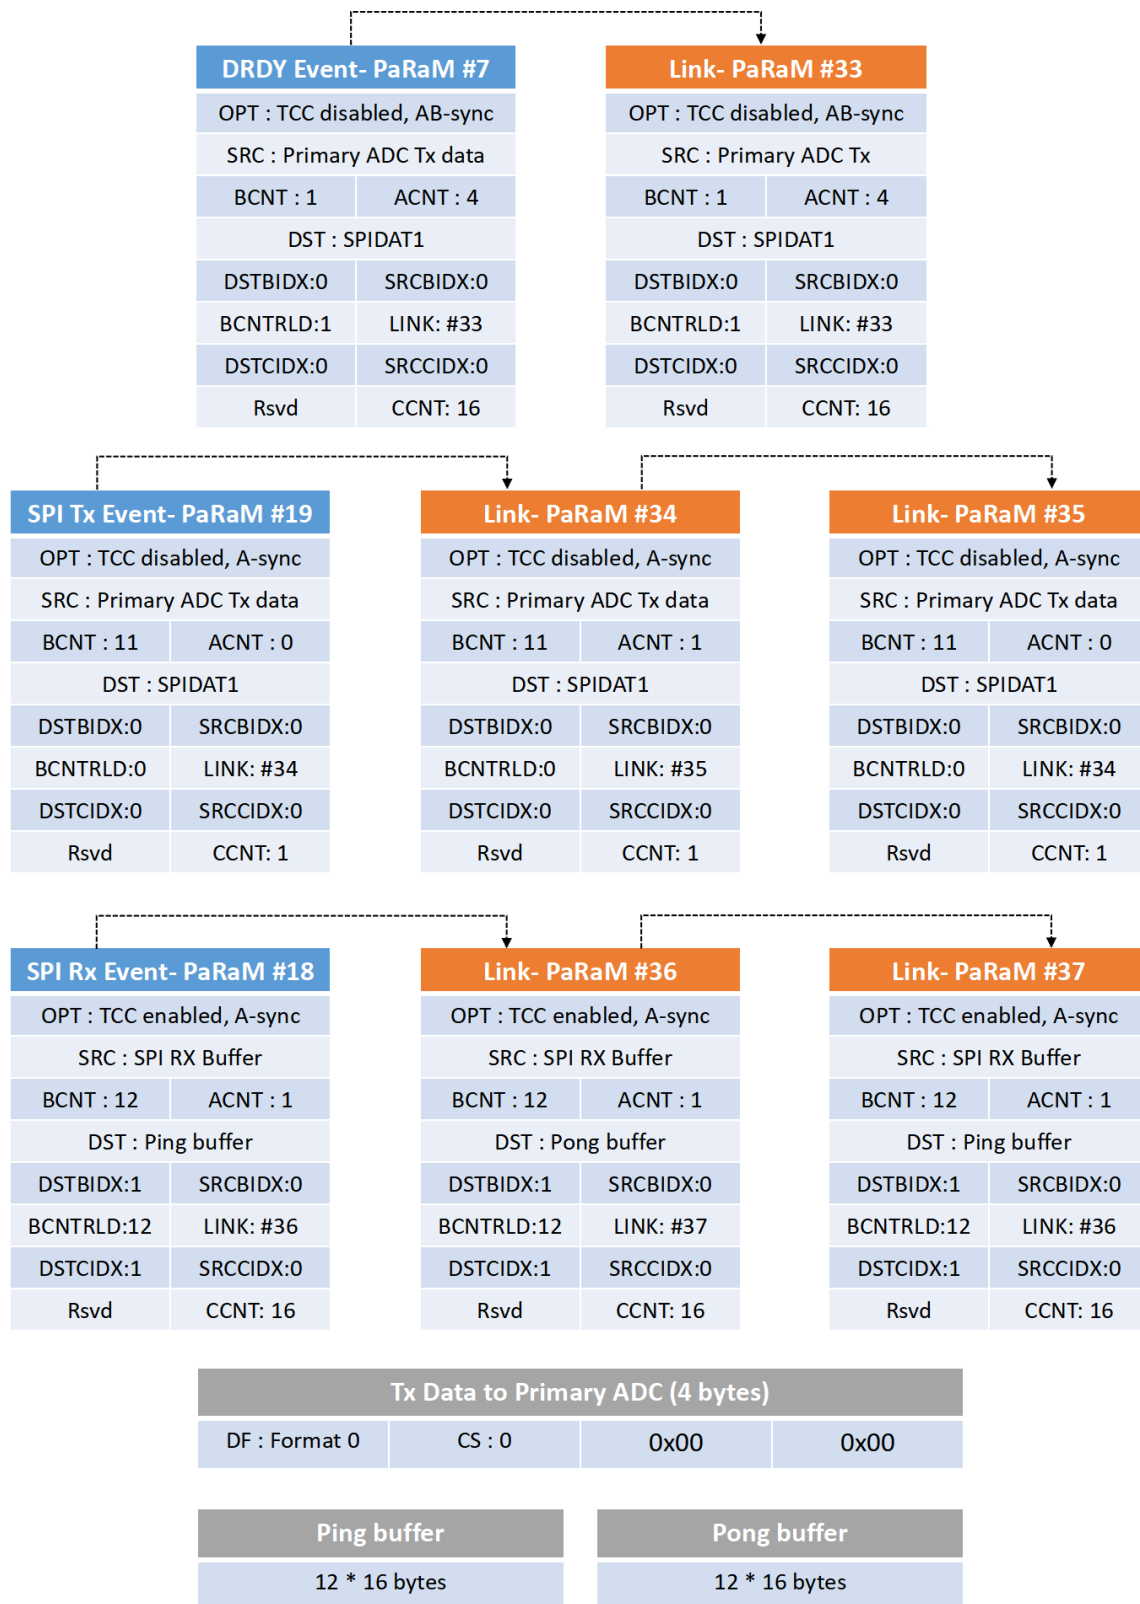 DRDY Event- PaRaM #7
OPT : TCC disabled, AB-sync
SRC : Primary ADC Tx data
BCNT : 1 ACNT : 4
DST : SPIDAT1
DSTBIDX:0 SRCBIDX:0
BCNTRLD:1 LINK: #33
DSTCIDX:0 SRCCIDX:0
Rsvd CCNT: 16
Link- PaRaM #33
OPT : TCC disabled, AB-sync
SRC : Primary ADC Tx
BCNT : 1 ACNT : 4
DST : SPIDAT1
DSTBIDX:0 SRCBIDX:0
BCNTRLD:1 LINK: #33
DSTCIDX:0 SRCCIDX:0
Rsvd CCNT: 16
SPI Tx Event- PaRaM #19
OPT : TCC disabled, A-sync
SRC : Primary ADC Tx data
BCNT : 11 ACNT : 0
DST : SPIDAT1
DSTBIDX:0 SRCBIDX:0
BCNTRLD:0 LINK: #34
DSTCIDX:0 SRCCIDX:0
Rsvd CCNT: 1
Link- PaRaM #34
OPT : TCC disabled, A-sync
SRC : Primary ADC Tx data
BCNT : 11 ACNT : 1
DST : SPIDAT1
DSTBIDX:0 SRCBIDX:0
BCNTRLD:0 LINK: #35
DSTCIDX:0 SRCCIDX:0
Rsvd CCNT: 1
Link- PaRaM #35
OPT : TCC disabled, A-sync
SRC : Primary ADC Tx data
BCNT : 11 ACNT : 0
DST : SPIDAT1
DSTBIDX:0 SRCBIDX:0
BCNTRLD:0 LINK: #34
DSTCIDX:0 SRCCIDX:0
Rsvd CCNT: 1
SPI Rx Event- PaRaM #18
OPT : TCC enabled, A-sync
SRC : SPI RX Buffer
BCNT : 12 ACNT : 1
DST : Ping buffer
DSTBIDX:1 SRCBIDX:0
BCNTRLD:12 LINK: #36
DSTCIDX:1 SRCCIDX:0
Rsvd CCNT: 16
Link- PaRaM #36
OPT : TCC enabled, A-sync
SRC : SPI RX Buffer
BCNT : 12 ACNT : 1
DST : Pong buffer
DSTBIDX:1 SRCBIDX:0
BCNTRLD:12 LINK: #37
DSTCIDX:1 SRCCIDX:0
Rsvd CCNT: 16
Link- PaRaM #37
OPT : TCC enabled, A-sync
SRC : SPI RX Buffer
BCNT : 12 ACNT : 1
DST : Ping buffer
DSTBIDX:1 SRCBIDX:0
BCNTRLD:12 LINK: #36
DSTCIDX:1 SRCCIDX:0
Rsvd CCNT: 16
Tx Data to Primary ADC (4 bytes)
DF : Format 0 CS : 0 0x00 0x00
Ping buffer
12 * 16 bytes
Pong buffer
12 * 16 bytes